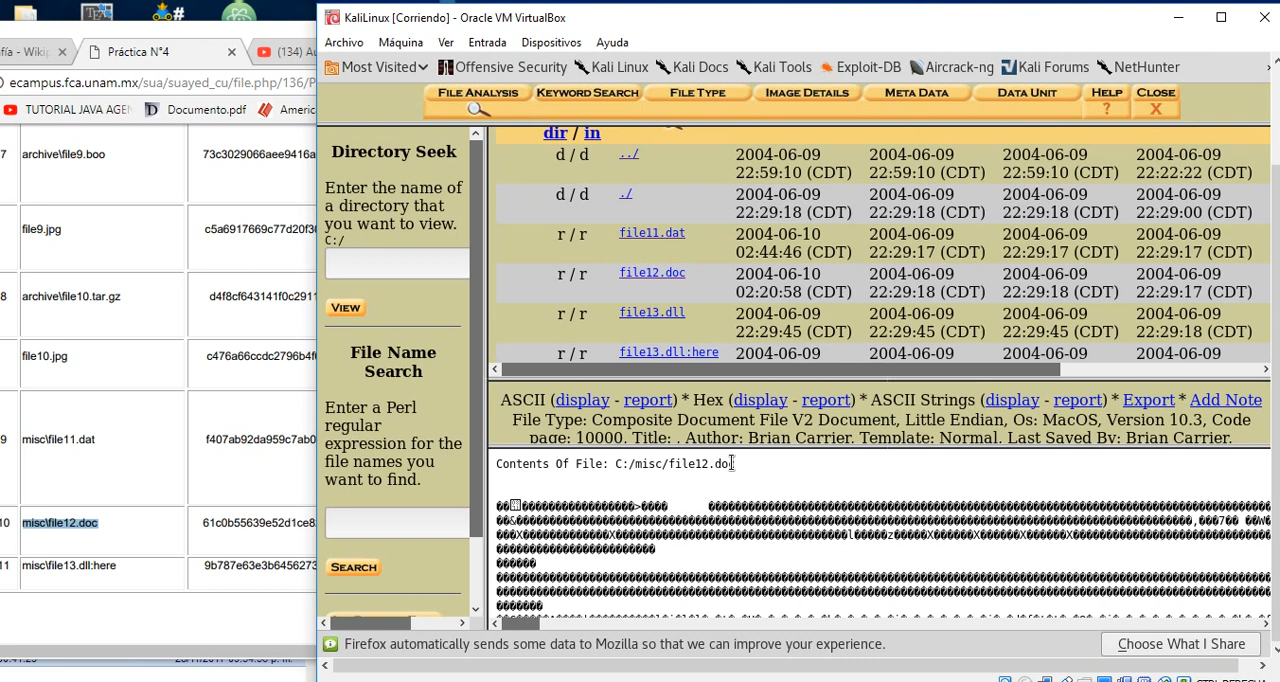 KaliLinux [Corriendo] - Oracle VM VirtualBox
Archivo Máquina Ver Entrada Dispositivos Ayuda
Práctica N°4
(134) Au
ecampus.fca.unam.mx/sua/suayed_cu/file.php/136/P
TUTORIAL JAVA AGEN Documento.pdf Americ
Most Visited Offensive Security Kali Linux Kali Docs Kali Tools Exploit-DB Aircrack-ng Kali Forums NetHunter
FILE ANALYSIS KEYWORD SEARCH FILE TYPE IMAGE DETAILS META DATA DATA UNIT HELP CLOSE
? X
7 archive\file9.boo 73c3029066aee9416a
file9.jpg c5a6917669c77d20f3
8 archive\file10.tar.gz d4f8cf643141f0c2911
file10.jpg c476a66ccdc2796b4f
9 misc\file11.dat f407ab92da959c7ab0
10 misc\file12.doc 61c0b55639e52d1ce8
11 misc\file13.dll:here 9b787e63e3b6456273
Directory Seek
Enter the name of
a directory that
you want to view.
C:/
VIEW
File Name
Search
Enter a Perl
regular
expression for the
file names you
want to find.
SEARCH
dir / in
d / d ../ 2004-06-09 2004-06-09 2004-06-09 2004-06-09
22:59:10 (CDT) 22:59:10 (CDT) 22:59:10 (CDT) 22:22:22 (CDT)
d / d ./ 2004-06-09 2004-06-09 2004-06-09 2004-06-09
22:29:18 (CDT) 22:29:18 (CDT) 22:29:18 (CDT) 22:29:00 (CDT)
r / r file11.dat 2004-06-10 2004-06-09 2004-06-09 2004-06-09
02:44:46 (CDT) 22:29:17 (CDT) 22:29:17 (CDT) 22:29:17 (CDT)
r / r file12.doc 2004-06-10 2004-06-09 2004-06-09 2004-06-09
02:20:58 (CDT) 22:29:18 (CDT) 22:29:18 (CDT) 22:29:17 (CDT)
r / r file13.dll 2004-06-09 2004-06-09 2004-06-09 2004-06-09
22:29:45 (CDT) 22:29:45 (CDT) 22:29:45 (CDT) 22:29:18 (CDT)
r / r file13.dll:here 2004-06-09 2004-06-09 2004-06-09 2004-06-09
ASCII (display - report) * Hex (display - report) * ASCII Strings (display - report) * Export * Add Note
File Type: Composite Document File V2 Document, Little Endian, Os: MacOS, Version 10.3, Code
page: 10000, Title: , Author: Brian Carrier, Template: Normal, Last Saved By: Brian Carrier,
Contents Of File: C:/misc/file12.do
Firefox automatically sends some data to Mozilla so that we can improve your experience. Choose What I Share